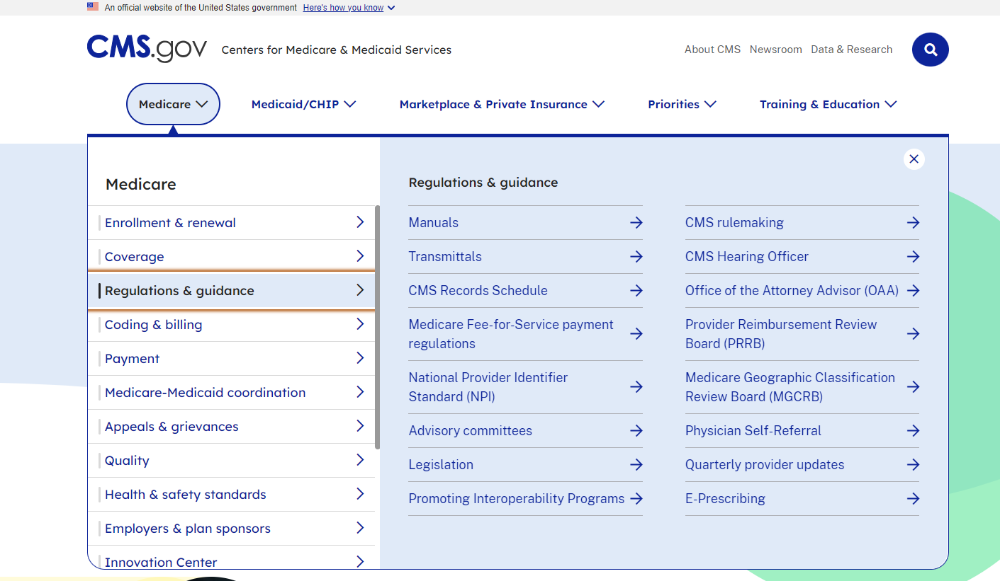 An official website of the United States government Here's how you know
CMS.gov Centers for Medicare & Medicaid Services
About CMS Newsroom Data & Research
Medicare Medicaid/CHIP Marketplace & Private Insurance Priorities Training & Education
Medicare
Enrollment & renewal
Coverage
Regulations & guidance
Coding & billing
Payment
Medicare-Medicaid coordination
Appeals & grievances
Quality
Health & safety standards
Employers & plan sponsors
Innovation Center
Regulations & guidance
Manuals
Transmittals
CMS Records Schedule
Medicare Fee-for-Service payment
regulations
National Provider Identifier
Standard (NPI)
Advisory committees
Legislation
Promoting Interoperability Programs
CMS rulemaking
CMS Hearing Officer
Office of the Attorney Advisor (OAA)
Provider Reimbursement Review
Board (PRRB)
Medicare Geographic Classification
Review Board (MGCRB)
Physician Self-Referral
Quarterly provider updates
E-Prescribing